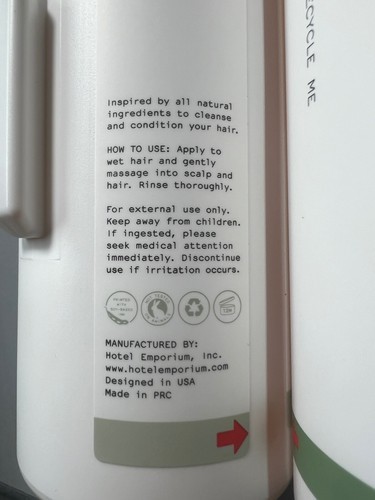 Inspired by all natural
ingredients to cleanse
and condition your hair.
HOW TO USE: Apply to
wet hair and gently
massage into scalp and
hair. Rinse thoroughly.
For external use only.
Keep away from children.
If ingested, please
seek medical attention
immediately. Discontinue
use if irritation occurs.
MANUFACTURED BY:
Hotel Emporium, Inc.
www.hotelemporium.com
Designed in USA
Made in PRC
RECYCLE ME